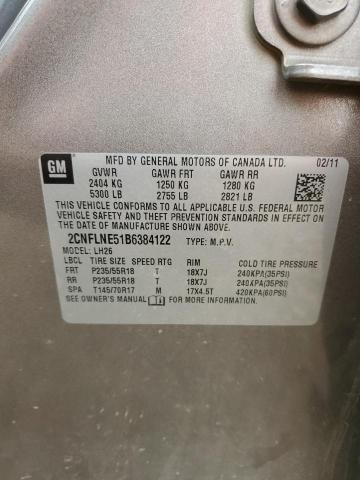 GM
MFD BY GENERAL MOTORS OF CANADA LTD. 02/11
GVWR GAWR FRT GAWR RR
2404 KG 1250 KG 1280 KG
5300 LB 2755 LB 2821 LB
THIS VEHICLE CONFORMS TO ALL APPLICABLE U.S. FEDERAL MOTOR
VEHICLE SAFETY AND THEFT PREVENTION STANDARDS IN EFFECT ON
THE DATE OF MANUFACTURE SHOWN ABOVE.
2CNFLNE51B6384122 TYPE: M.P.V.
MODEL: LH26
LBCL TIRE SIZE SPEED RTG RIM COLD TIRE PRESSURE
FRT P235/55R18 T 18X7J 240KPA(35PSI)
RR P235/55R18 T 18X7J 240KPA(35PSI)
SPA T145/70R17 M 17X4.5T 420KPA(60PSI)
SEE OWNER'S MANUAL FOR MORE INFORMATION.